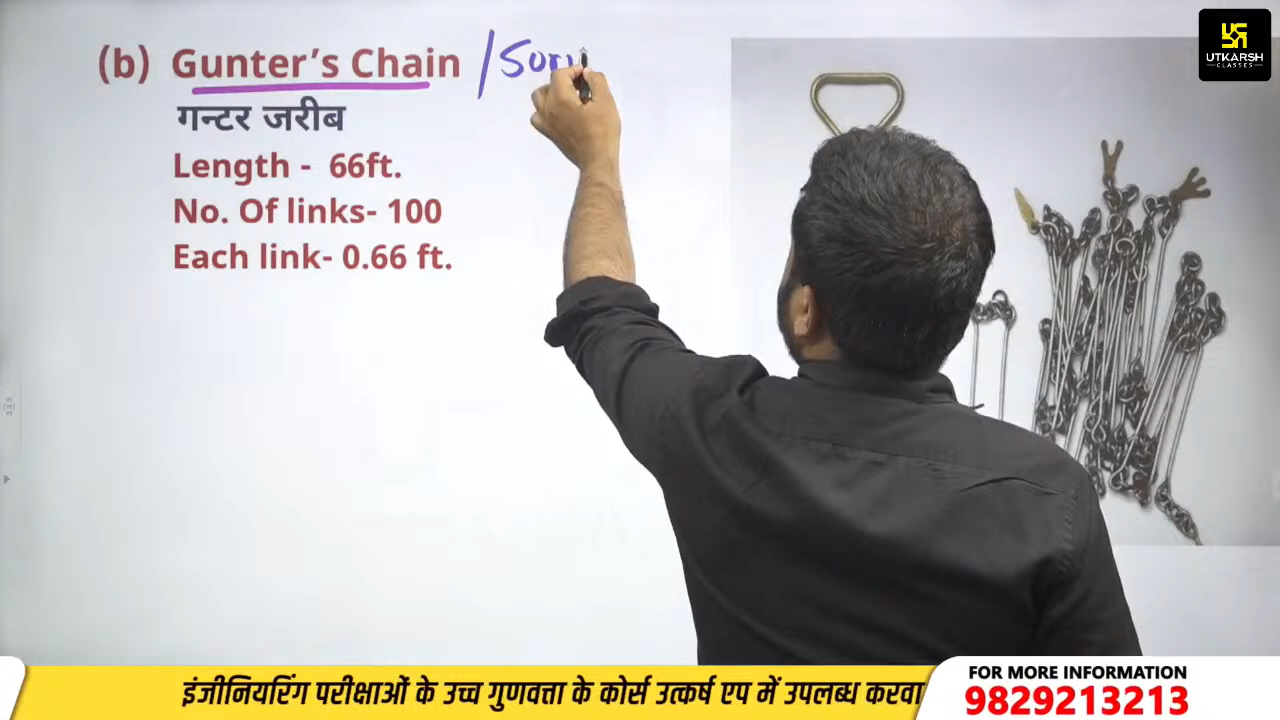 (b) Gunter's Chain /
गन्टर जरीब
Length - 66ft.
No. Of links- 100
Each link- 0.66 ft.
UTKARSH
CLASSES
इंजीनियरिंग परीक्षाओं के उच्च गुणवत्ता के कोर्स उत्कर्ष एप में उपलब्ध करवा
FOR MORE INFORMATION
9829213213